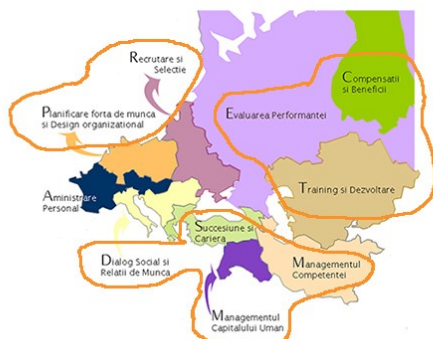 Recrutare si
Selectie
Compensatii
si Beneficii
Planificare forta de munca
si Design organizational
Evaluarea Performantei
Aministrare
Personal
Training si Dezvoltare
Succesiune si
Cariera
Dialog Social si
Relatii de Munca
Managementul
Competentei
Managementul
Capitalului Uman